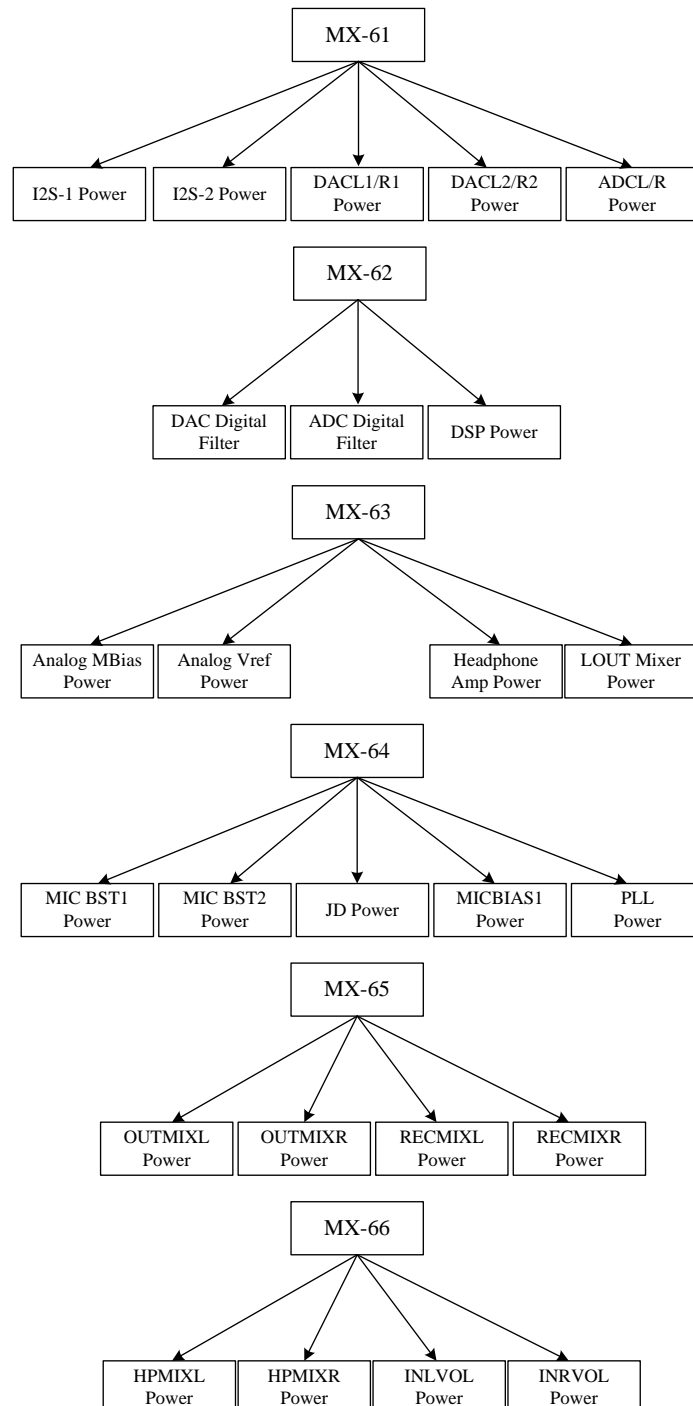 MX-61
I2S-1 Power
I2S-2 Power
DACL1/R1
Power
DACL2/R2
Power
ADCL/R
Power
MX-62
DAC Digital
Filter
ADC Digital
Filter
DSP Power
MX-63
Analog MBias
Power
Analog Vref
Power
Headphone
Amp Power
LOUT Mixer
Power
MX-64
MIC BST1
Power
MIC BST2
Power
JD Power
MICBIAS1
Power
PLL
Power
MX-65
OUTMIXL
Power
OUTMIXR
Power
RECMIXL
Power
RECMIXR
Power
MX-66
HPMIXL
Power
HPMIXR
Power
INLVOL
Power
INRVOL
Power